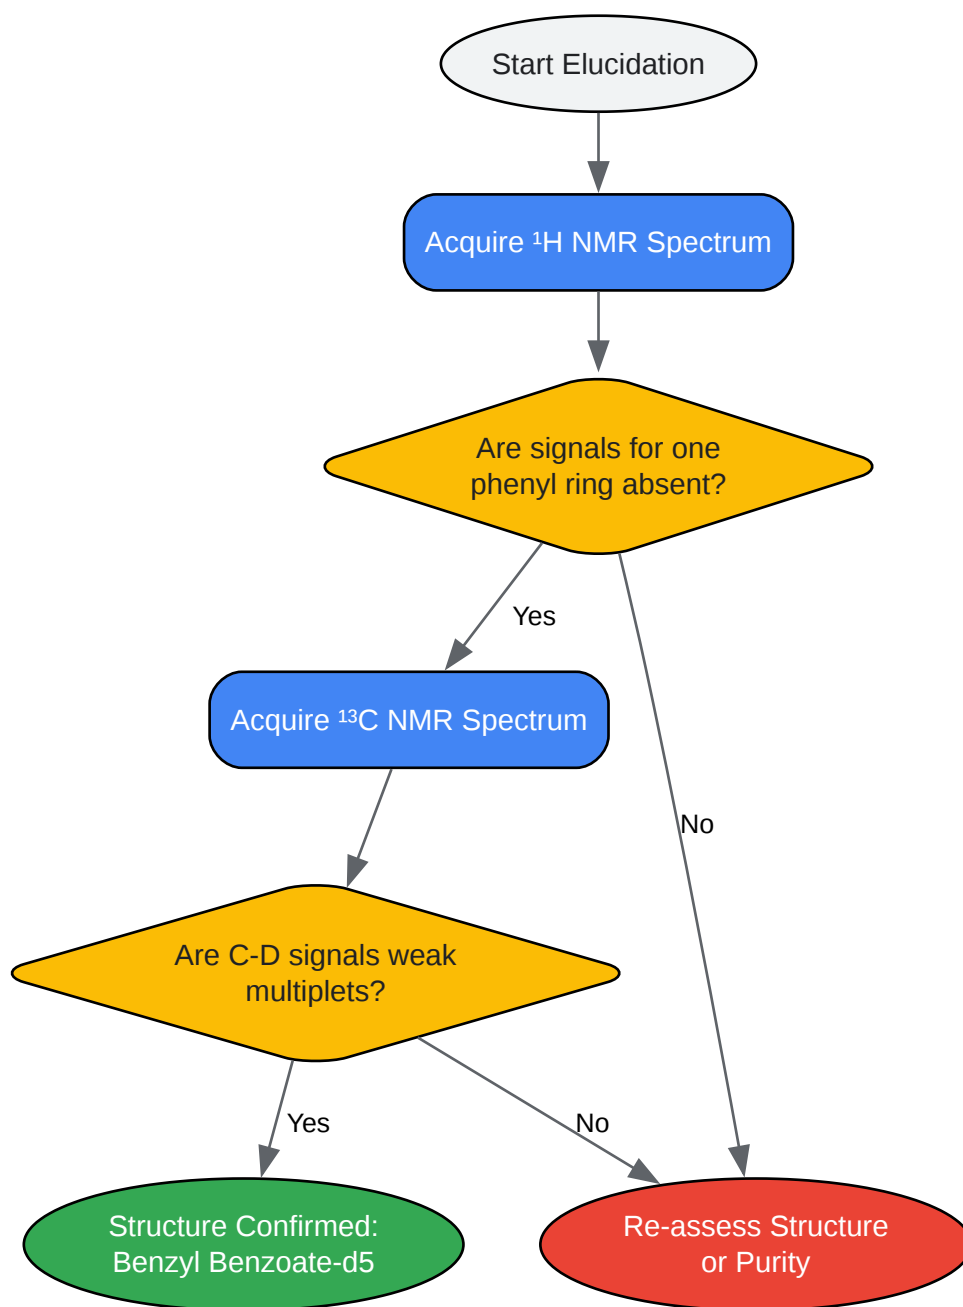 Start Elucidation
Acquire ¹H NMR Spectrum
Are signals for one
phenyl ring absent?
Yes
Acquire ¹³C NMR Spectrum
No
Are C-D signals weak
multiplets?
Yes
No
Structure Confirmed:
Benzyl Benzoate-d5
Re-assess Structure
or Purity